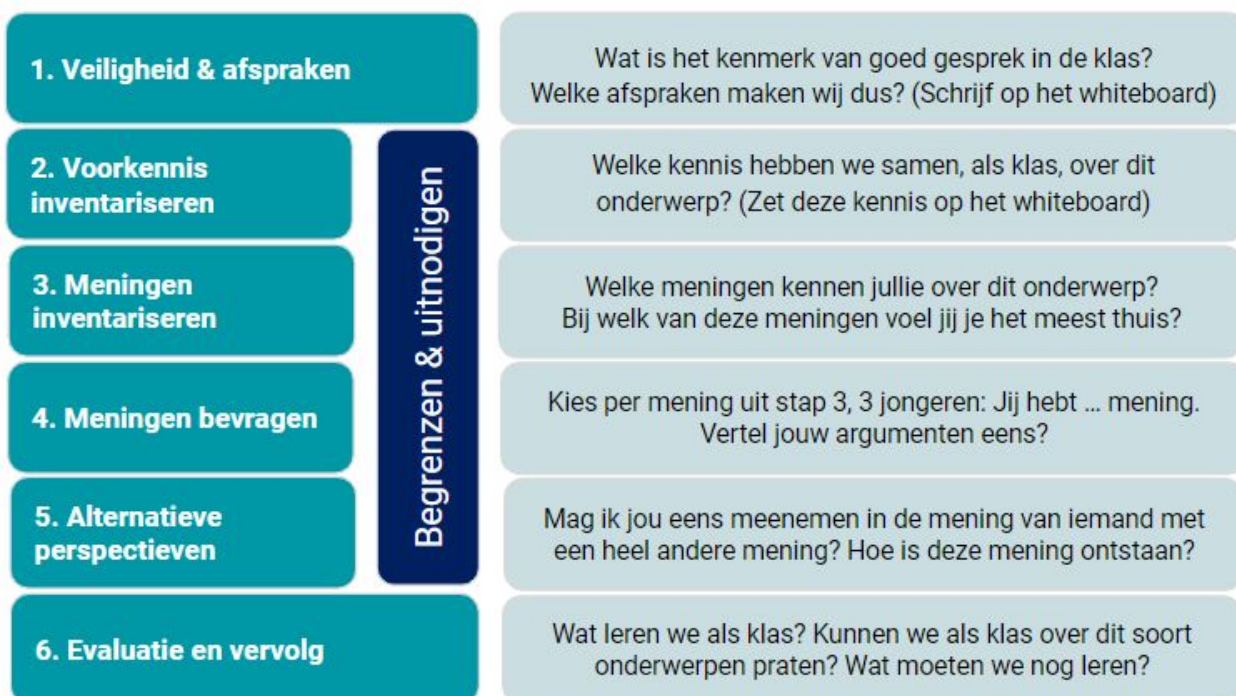 1. Veiligheid & afspraken
Wat is het kenmerk van goed gesprek in de klas?
Welke afspraken maken wij dus? (Schrijf op het whiteboard)
2. Voorkennis
inventariseren
Welke kennis hebben we samen, als klas, over dit
onderwerp? (Zet deze kennis op het whiteboard)
3. Meningen
inventariseren
Welke meningen kennen jullie over dit onderwerp?
Bij welk van deze meningen voel jij je het meest thuis?
4. Meningen bevragen
Kies per mening uit stap 3, 3 jongeren: Jij hebt ... mening.
Vertel jouw argumenten eens?
5. Alternatieve
perspectieven
Mag ik jou eens meenemen in de mening van iemand met
een heel andere mening? Hoe is deze mening ontstaan?
Begrenzen & uitnodigen
6. Evaluatie en vervolg
Wat leren we als klas? Kunnen we als klas over dit soort
onderwerpen praten? Wat moeten we nog leren?